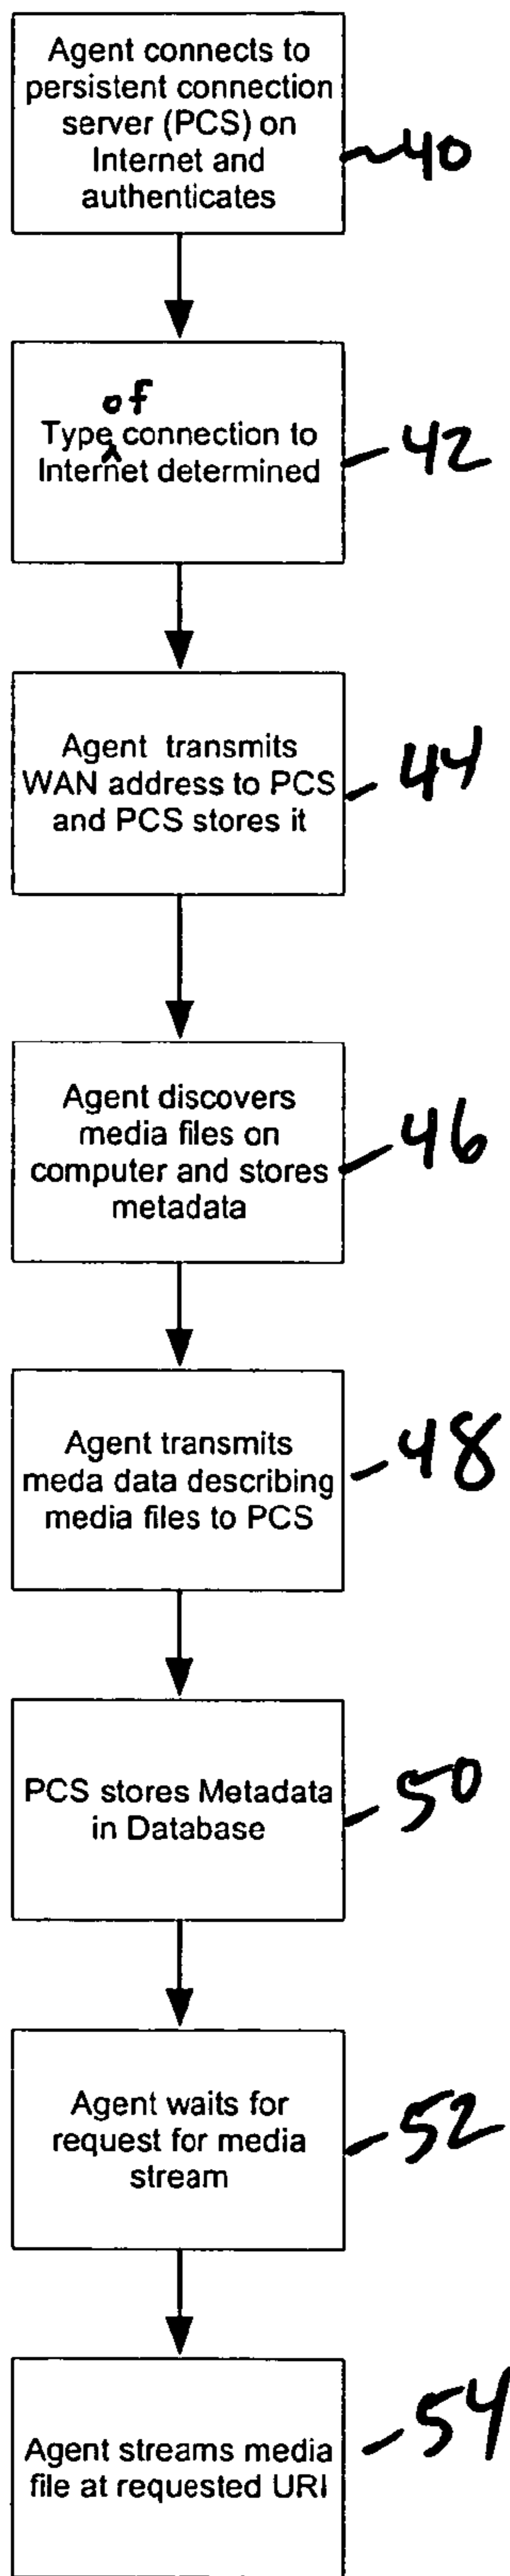 Agent connects to
persistent connection
server (PCS) on
Internet and
authenticates
40
of
Type connection to
Internet determined
42
Agent transmits
WAN address to PCS
and PCS stores it
44
Agent discovers
media files on
computer and stores
metadata
46
Agent transmits
meda data describing
media files to PCS
48
PCS stores Metadata
in Database
50
Agent waits for
request for media
stream
52
Agent streams media
file at requested URI
54